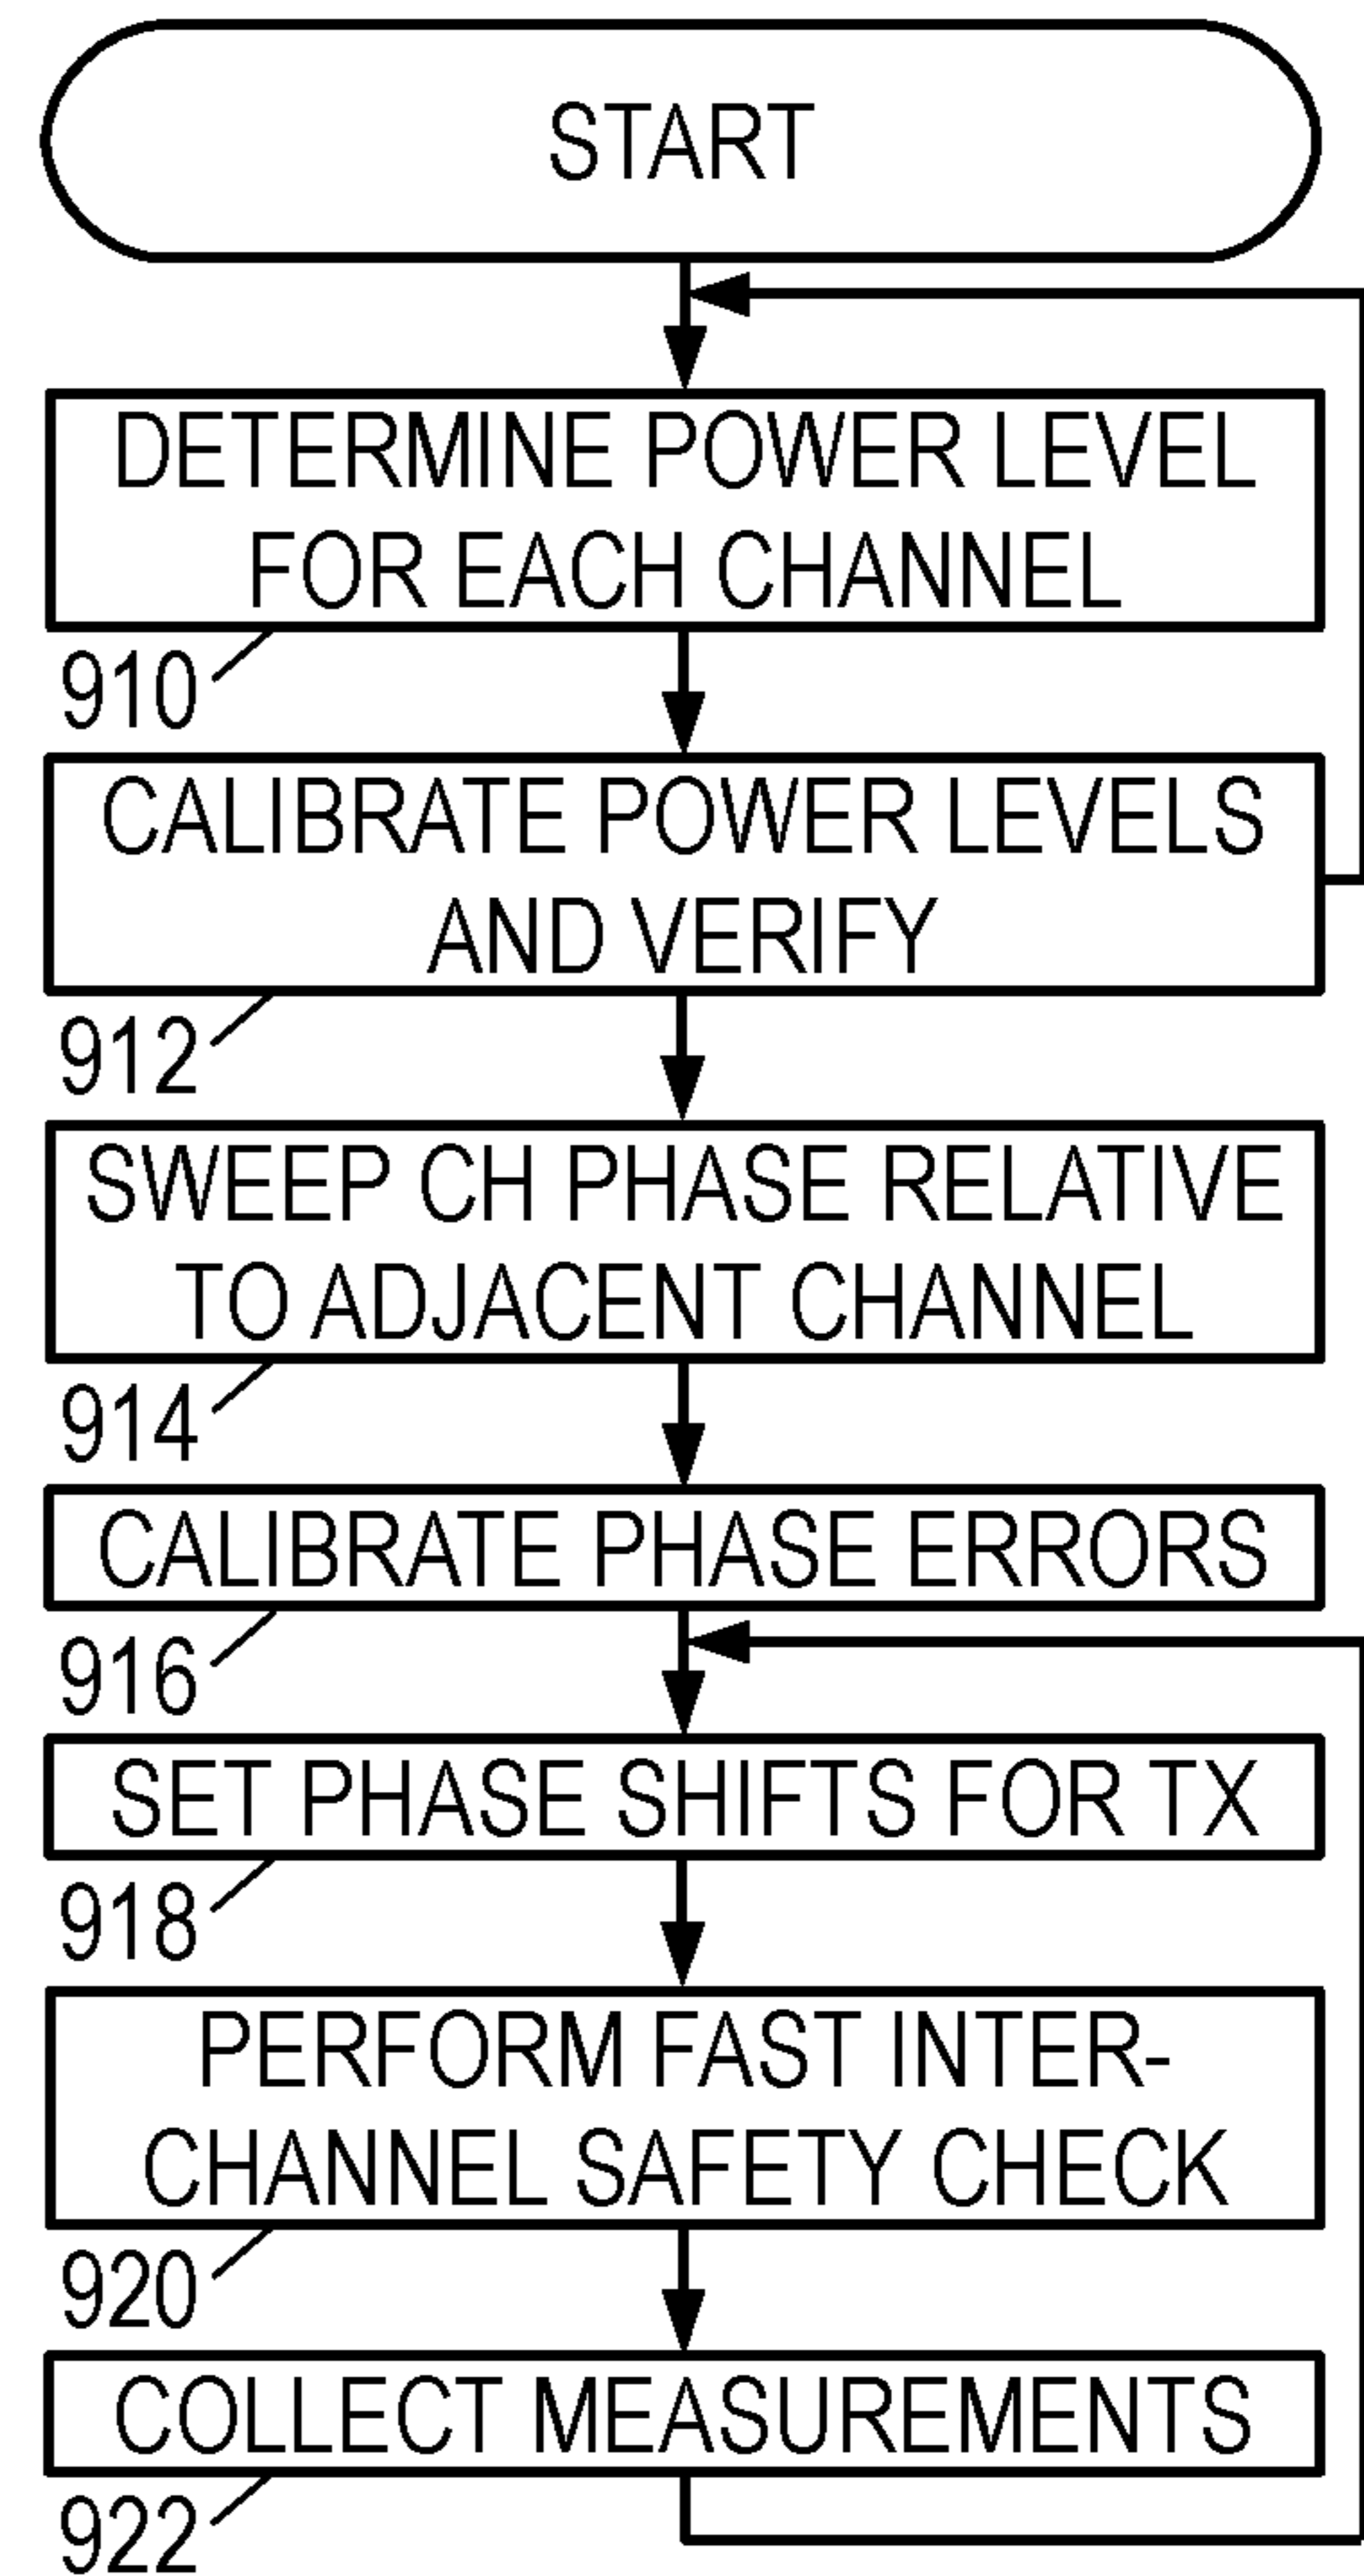 START
DETERMINE POWER LEVEL
FOR EACH CHANNEL
910
CALIBRATE POWER LEVELS
AND VERIFY
912
SWEEP CH PHASE RELATIVE
TO ADJACENT CHANNEL
914
CALIBRATE PHASE ERRORS
916
SET PHASE SHIFTS FOR TX
918
PERFORM FAST INTER-
CHANNEL SAFETY CHECK
920
COLLECT MEASUREMENTS
922